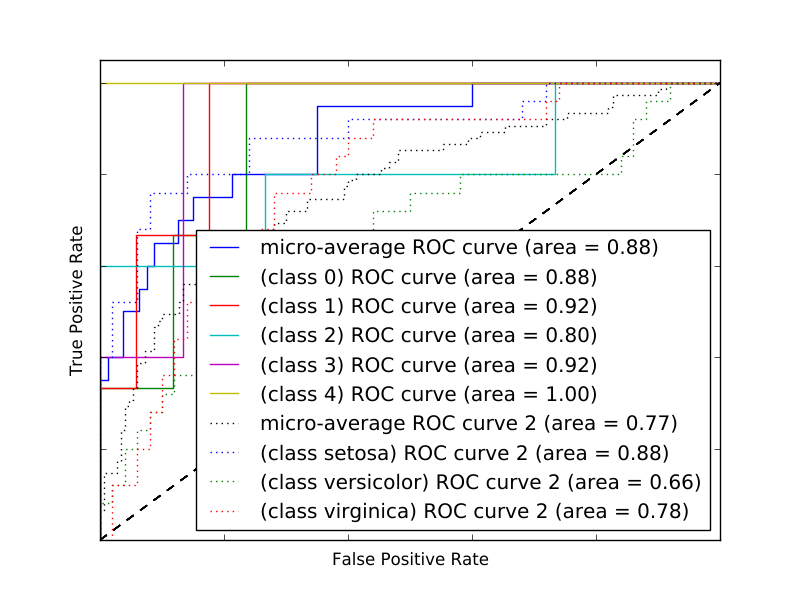 True Positive Rate
micro-average ROC curve (area = 0.88)
(class 0) ROC curve (area = 0.88)
(class 1) ROC curve (area = 0.92)
(class 2) ROC curve (area = 0.80)
(class 3) ROC curve (area = 0.92)
(class 4) ROC curve (area = 1.00)
micro-average ROC curve 2 (area = 0.77)
(class setosa) ROC curve 2 (area = 0.88)
(class versicolor) ROC curve 2 (area = 0.66)
(class virginica) ROC curve 2 (area = 0.78)
False Positive Rate